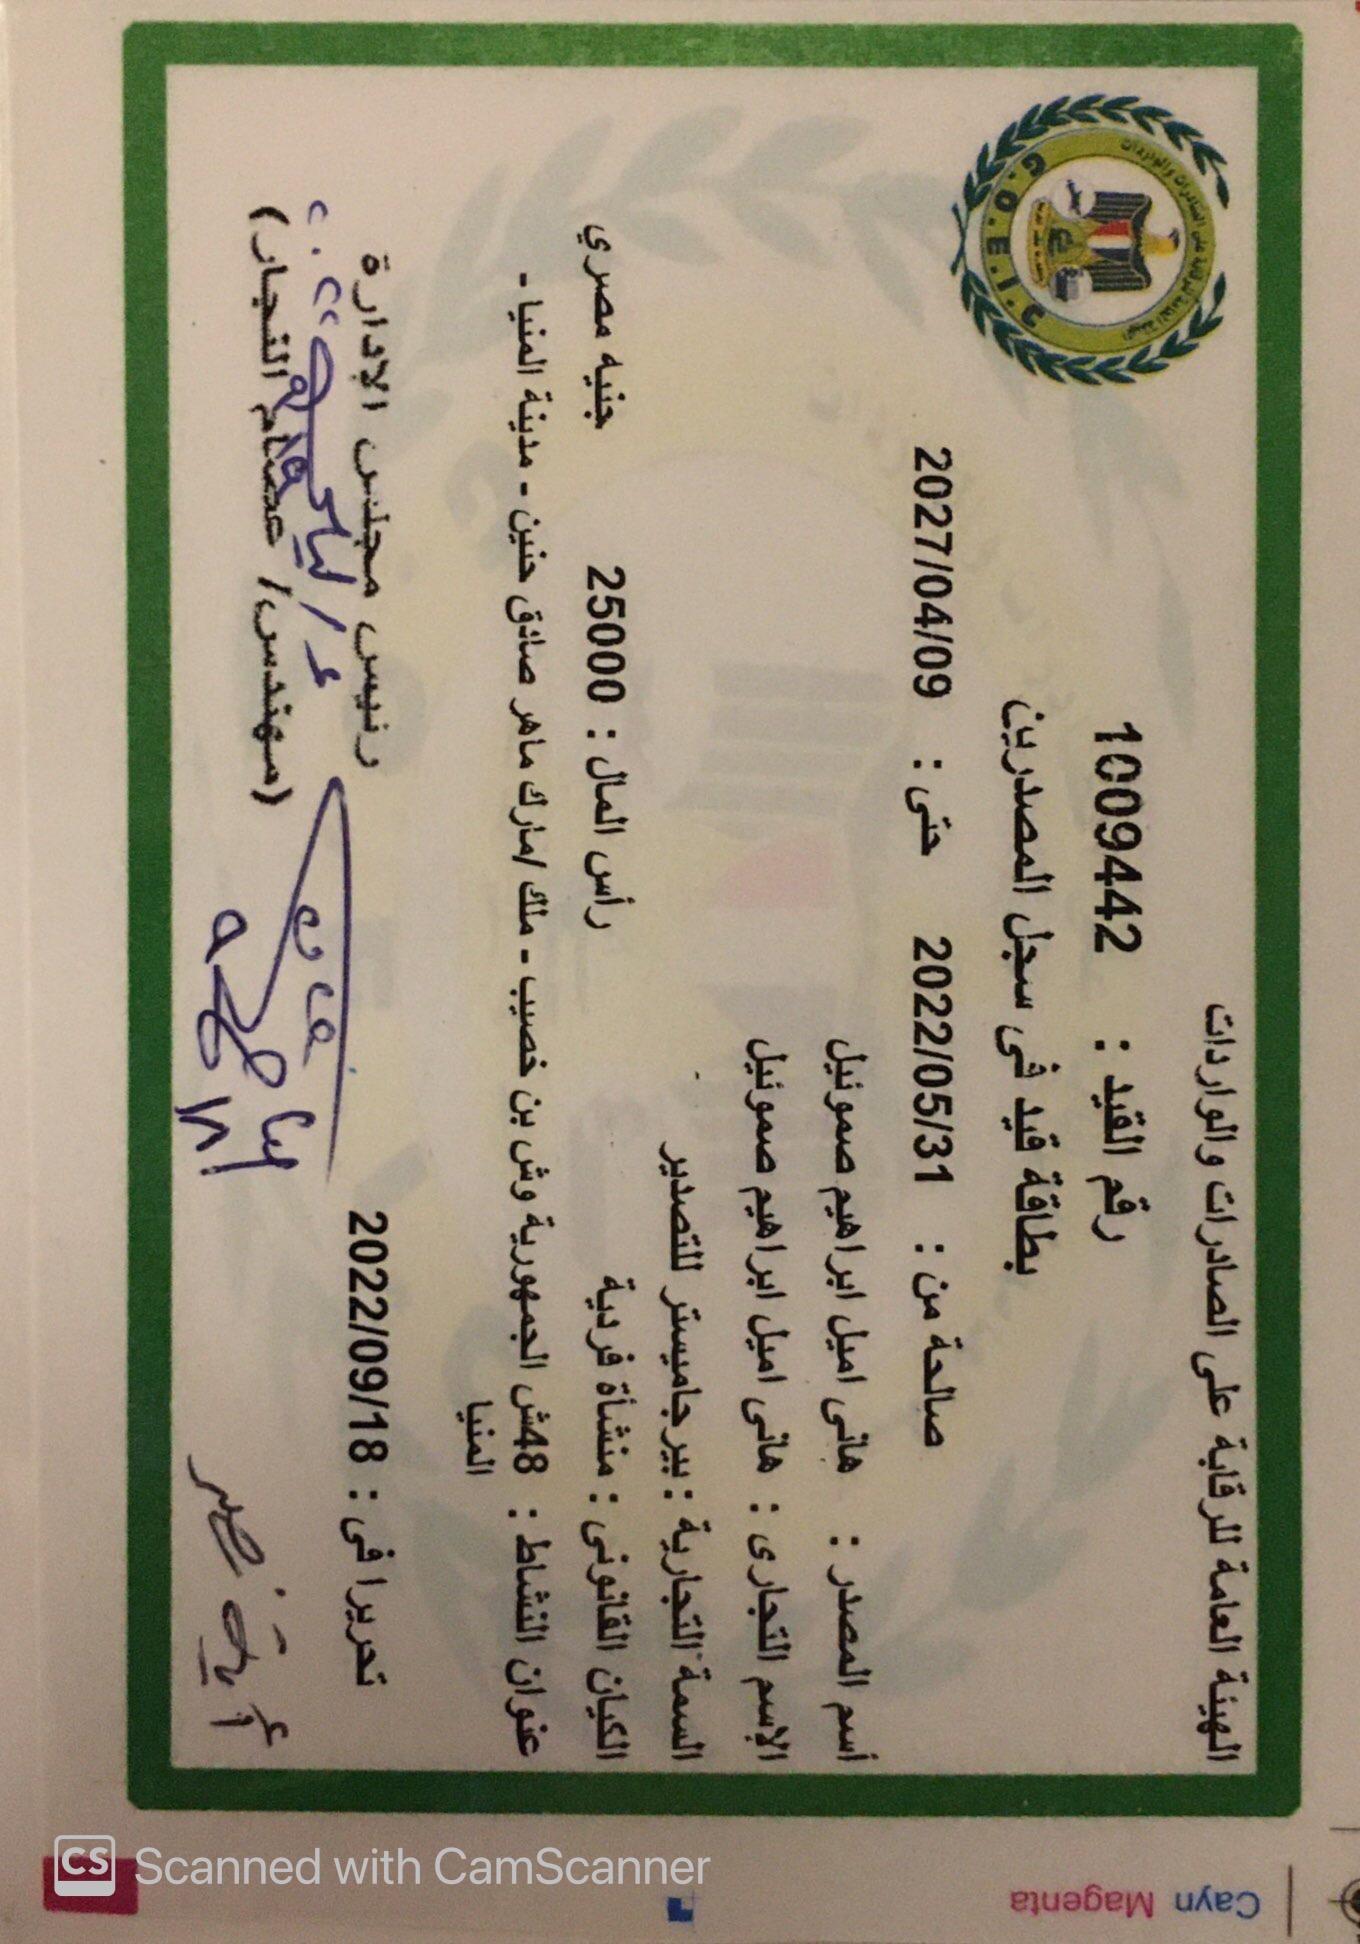 الهيئة العامة للرقابة على الصادرات والواردات
G.O.E.I.C
رقم القيد : 1009442
بطاقة قيد فى سجل المصدرين
صالحة من : 2022/05/31 حتى : 2027/04/09
أسم المصدر : هانى اميل ابراهيم صموئيل
الإسم التجارى : هانى اميل ابراهيم صموئيل
السمة التجارية : بيرجاميستر للتصدير
الكيان القانونى : منشأة فردية رأس المال : 25000 جنيه مصري
عنوان النشاط : 48ش الجمهورية وش بن خصيب - ملك /مارك ماهر صادق حنين - مدينة المنيا -
المنيا
تحريرا فى : 2022/09/18 رئيس مجلس الإدارة
(مهندس/ عصام النجار)
CS Scanned with CamScanner
Cayn Magenta